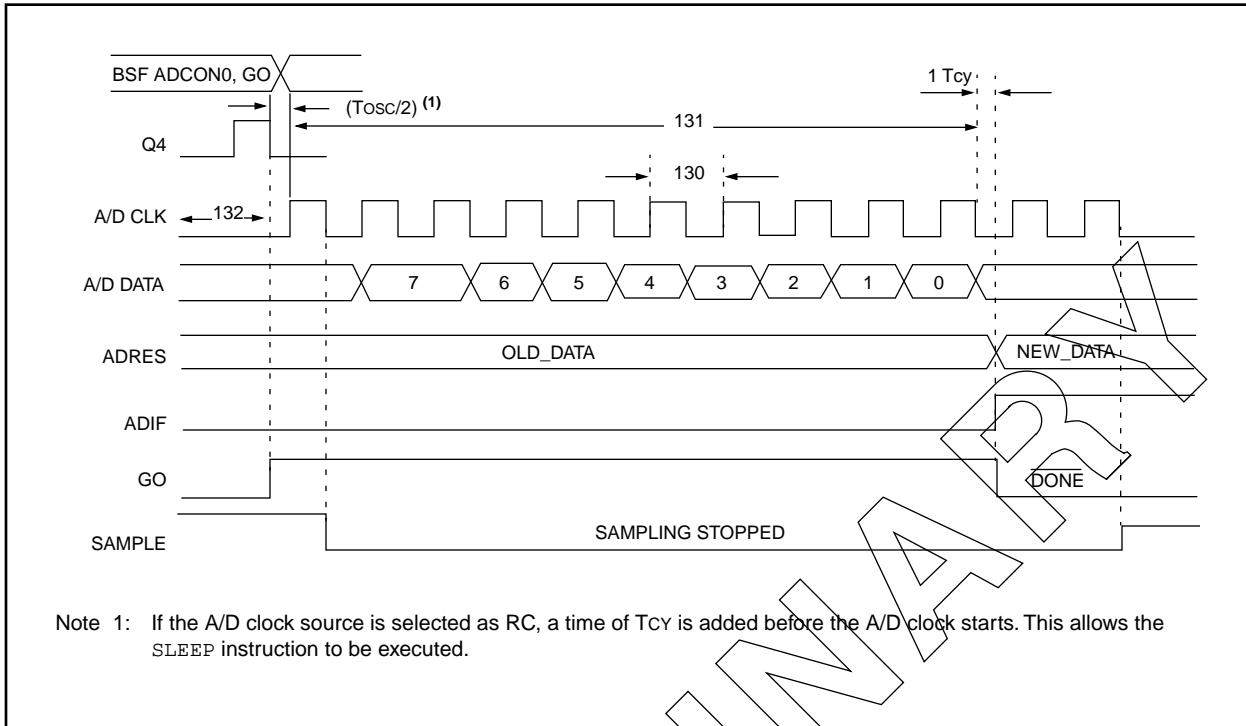 BSF ADCON0, GO
1 Tcy
(TOSC/2) (1)
131
Q4
130
A/D CLK
132
A/D DATA
7 6 5 4 3 2 1 0
ADRES
OLD_DATA
NEW_DATA
ADIF
GO
DONE
SAMPLE
SAMPLING STOPPED
Note 1: If the A/D clock source is selected as RC, a time of TCY is added before the A/D clock starts. This allows the
SLEEP instruction to be executed.
INARY